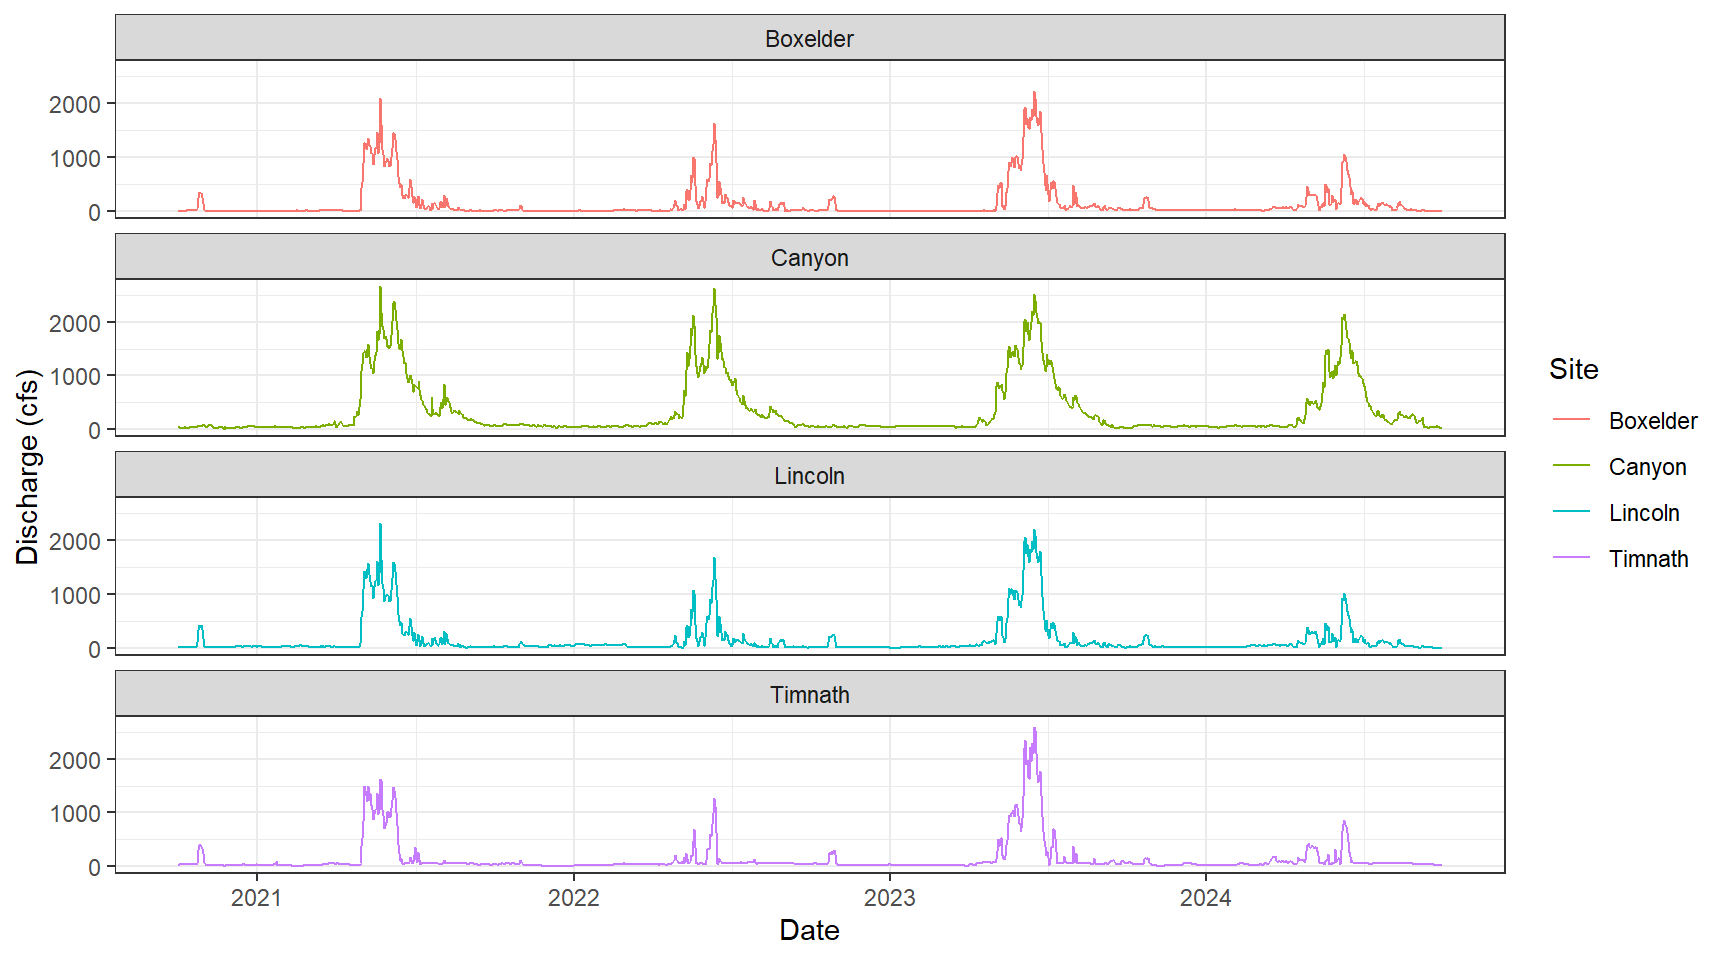 Boxelder
2000
1000
0
Canyon
2000
1000
0
Lincoln
2000
1000
0
Timnath
2000
1000
0
2021 2022 2023 2024
Date
Discharge (cfs)
Site
Boxelder
Canyon
Lincoln
Timnath